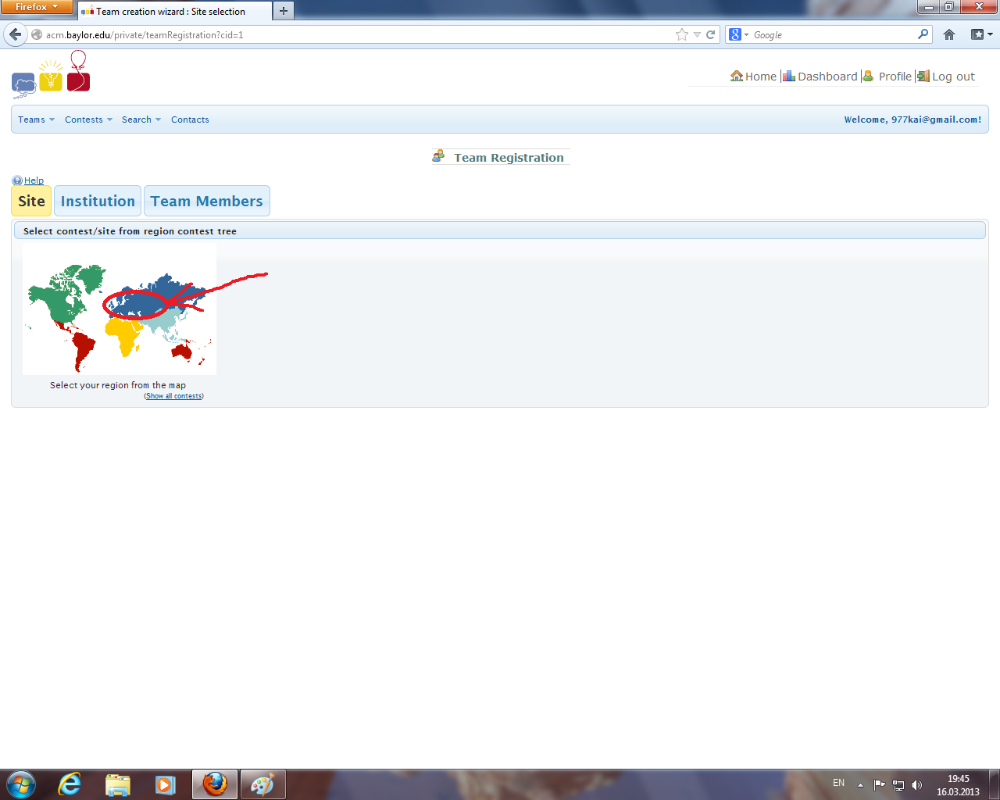 Firefox
Team creation wizard : Site selection
acm.baylor.edu/private/teamRegistration?cid=1
Google
Home
Dashboard
Profile
Log out
Teams
Contests
Search
Contacts
Welcome, 977kai@gmail.com!
Team Registration
Help
Site
Institution
Team Members
Select contest/site from region contest tree
Select your region from the map
(Show all contests)
EN
19:45
16.03.2013